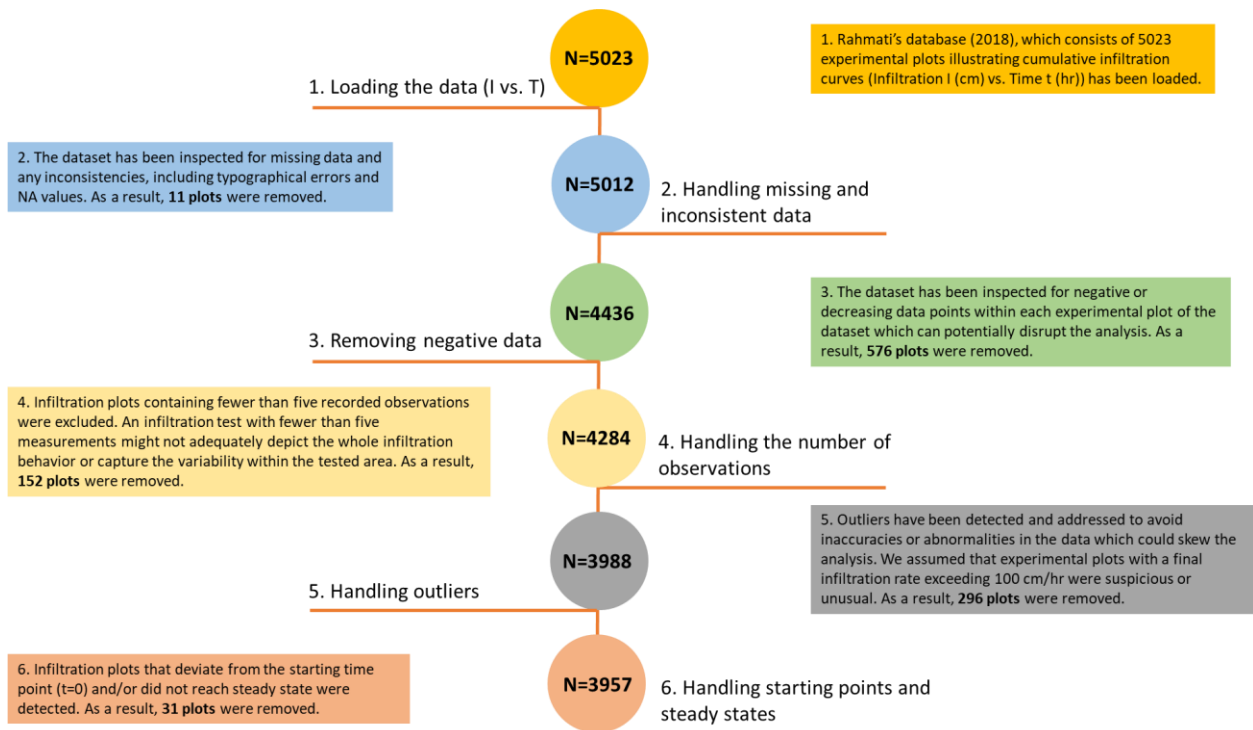 N=5023
1. Rahmati's database (2018), which consists of 5023
experimental plots illustrating cumulative infiltration
curves (Infiltration I (cm) vs. Time t (hr)) has been loaded.
1. Loading the data (I vs. T)
2. The dataset has been inspected for missing data and
any inconsistencies, including typographical errors and
NA values. As a result, 11 plots were removed.
N=5012
2. Handling missing and
inconsistent data
N=4436
3. The dataset has been inspected for negative or
decreasing data points within each experimental plot of the
dataset which can potentially disrupt the analysis. As a
result, 576 plots were removed.
3. Removing negative data
4. Infiltration plots containing fewer than five recorded observations
were excluded. An infiltration test with fewer than five
measurements might not adequately depict the whole infiltration
behavior or capture the variability within the tested area. As a result,
152 plots were removed.
N=4284
4. Handling the number of
observations
N=3988
5. Outliers have been detected and addressed to avoid
inaccuracies or abnormalities in the data which could skew the
analysis. We assumed that experimental plots with a final
infiltration rate exceeding 100 cm/hr were suspicious or
unusual. As a result, 296 plots were removed.
5. Handling outliers
6. Infiltration plots that deviate from the starting time
point (t=0) and/or did not reach steady state were
detected. As a result, 31 plots were removed.
N=3957
6. Handling starting points and
steady states